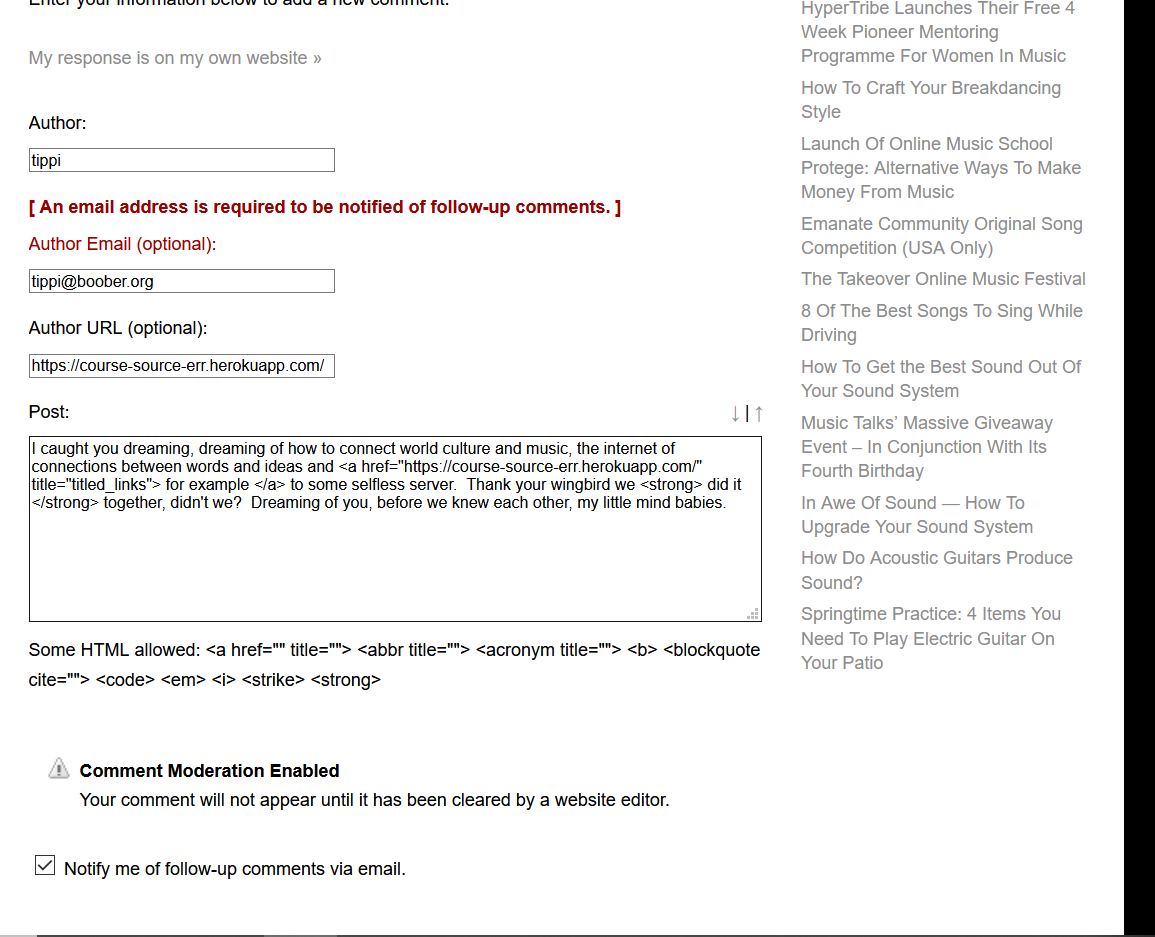 Enter your information below to add a new comment.
My response is on my own website »
Author:
tippi
[ An email address is required to be notified of follow-up comments. ]
Author Email (optional):
tippi@boober.org
Author URL (optional):
https://course-source-err.herokuapp.com/
Post:
↓ | ↑
I caught you dreaming, dreaming of how to connect world culture and music, the internet of
connections between words and ideas and <a href="https://course-source-err.herokuapp.com/"
title="titled_links"> for example </a> to some selfless server.  Thank your wingbird we <strong> did it
</strong> together, didn't we?  Dreaming of you, before we knew each other, my little mind babies.
Some HTML allowed: <a href="" title=""> <abbr title=""> <acronym title=""> <b> <blockquote
cite=""> <code> <em> <i> <strike> <strong>
Comment Moderation Enabled
Your comment will not appear until it has been cleared by a website editor.
Notify me of follow-up comments via email.
HyperTribe Launches Their Free 4
Week Pioneer Mentoring
Programme For Women In Music
How To Craft Your Breakdancing
Style
Launch Of Online Music School
Protege: Alternative Ways To Make
Money From Music
Emanate Community Original Song
Competition (USA Only)
The Takeover Online Music Festival
8 Of The Best Songs To Sing While
Driving
How To Get the Best Sound Out Of
Your Sound System
Music Talks’ Massive Giveaway
Event – In Conjunction With Its
Fourth Birthday
In Awe Of Sound — How To
Upgrade Your Sound System
How Do Acoustic Guitars Produce
Sound?
Springtime Practice: 4 Items You
Need To Play Electric Guitar On
Your Patio